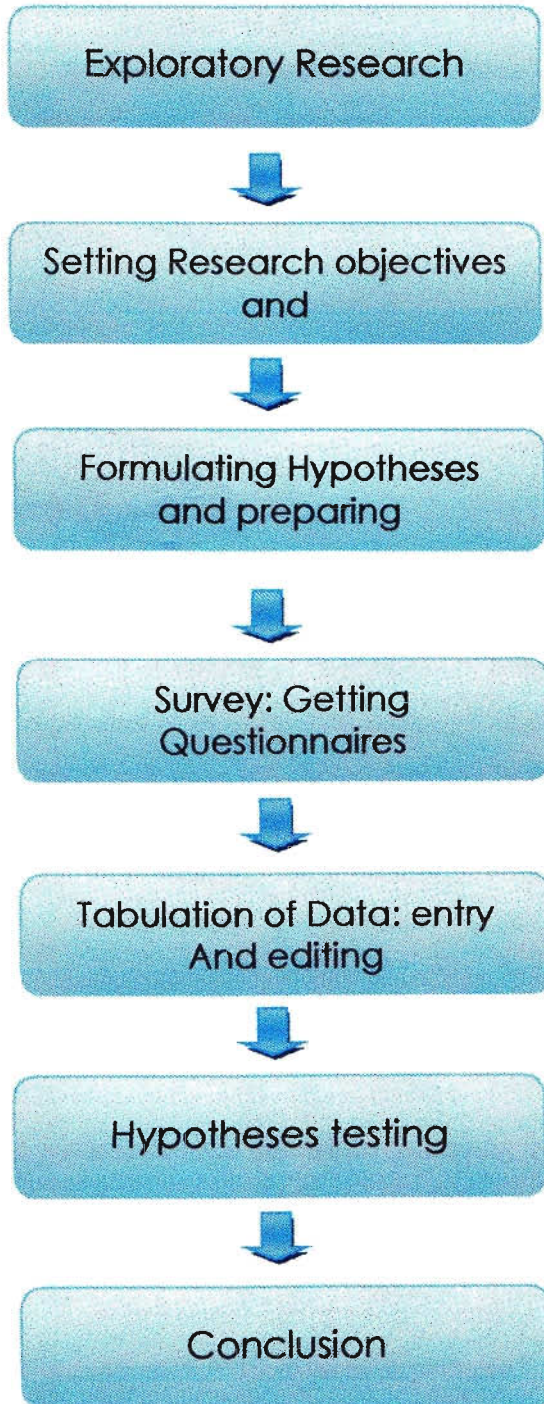 Exploratory Research
Setting Research objectives
and
Formulating Hypotheses
and preparing
Survey: Getting
Questionnaires
Tabulation of Data: entry
And editing
Hypotheses testing
Conclusion